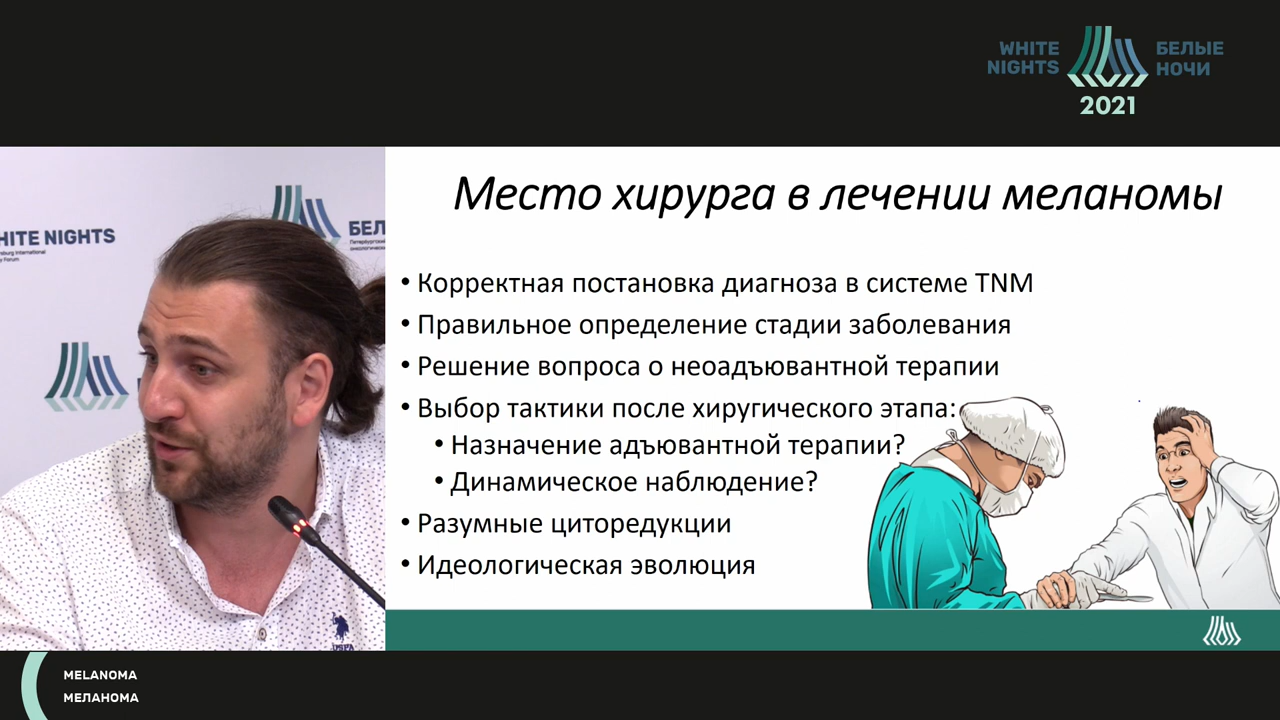 WHITE
NIGHTS
БЕЛЫЕ
НОЧИ
2021
HITE NIGHTS
БЕЛ
Место хирурга в лечении меланомы
• Корректная постановка диагноза в системе TNM
• Правильное определение стадии заболевания
• Решение вопроса о неоадъювантной терапии
• Выбор тактики после хиругического этапа:
• Назначение адъювантной терапии?
• Динамическое наблюдение?
• Разумные циторедукции
• Идеологическая эволюция
MELANOMA
МЕЛАНОМА